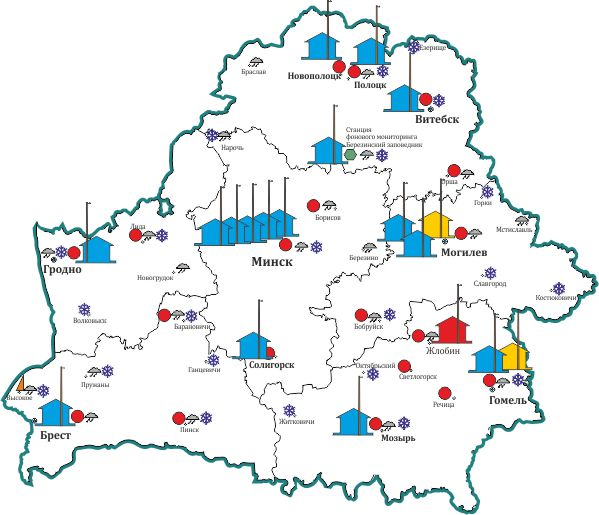 Езерище
Браслав
Новополоцк
Полоцк
Витебск
Станция
фонового мониторинга
Березинский заповедник
Нарочь
Орша
Горки
Лида
Борисов
Мстиславль
Минск
Березино
Могилев
Гродно
Новогрудок
Славгород
Костюковичи
Волковыск
Барановичи
Бобруйск
Жлобин
Солигорск
Ганцевичи
Октябрьский
Светлогорск
Пружаны
Высокое
Гомель
Речица
Житковичи
Брест
Пинск
Мозырь